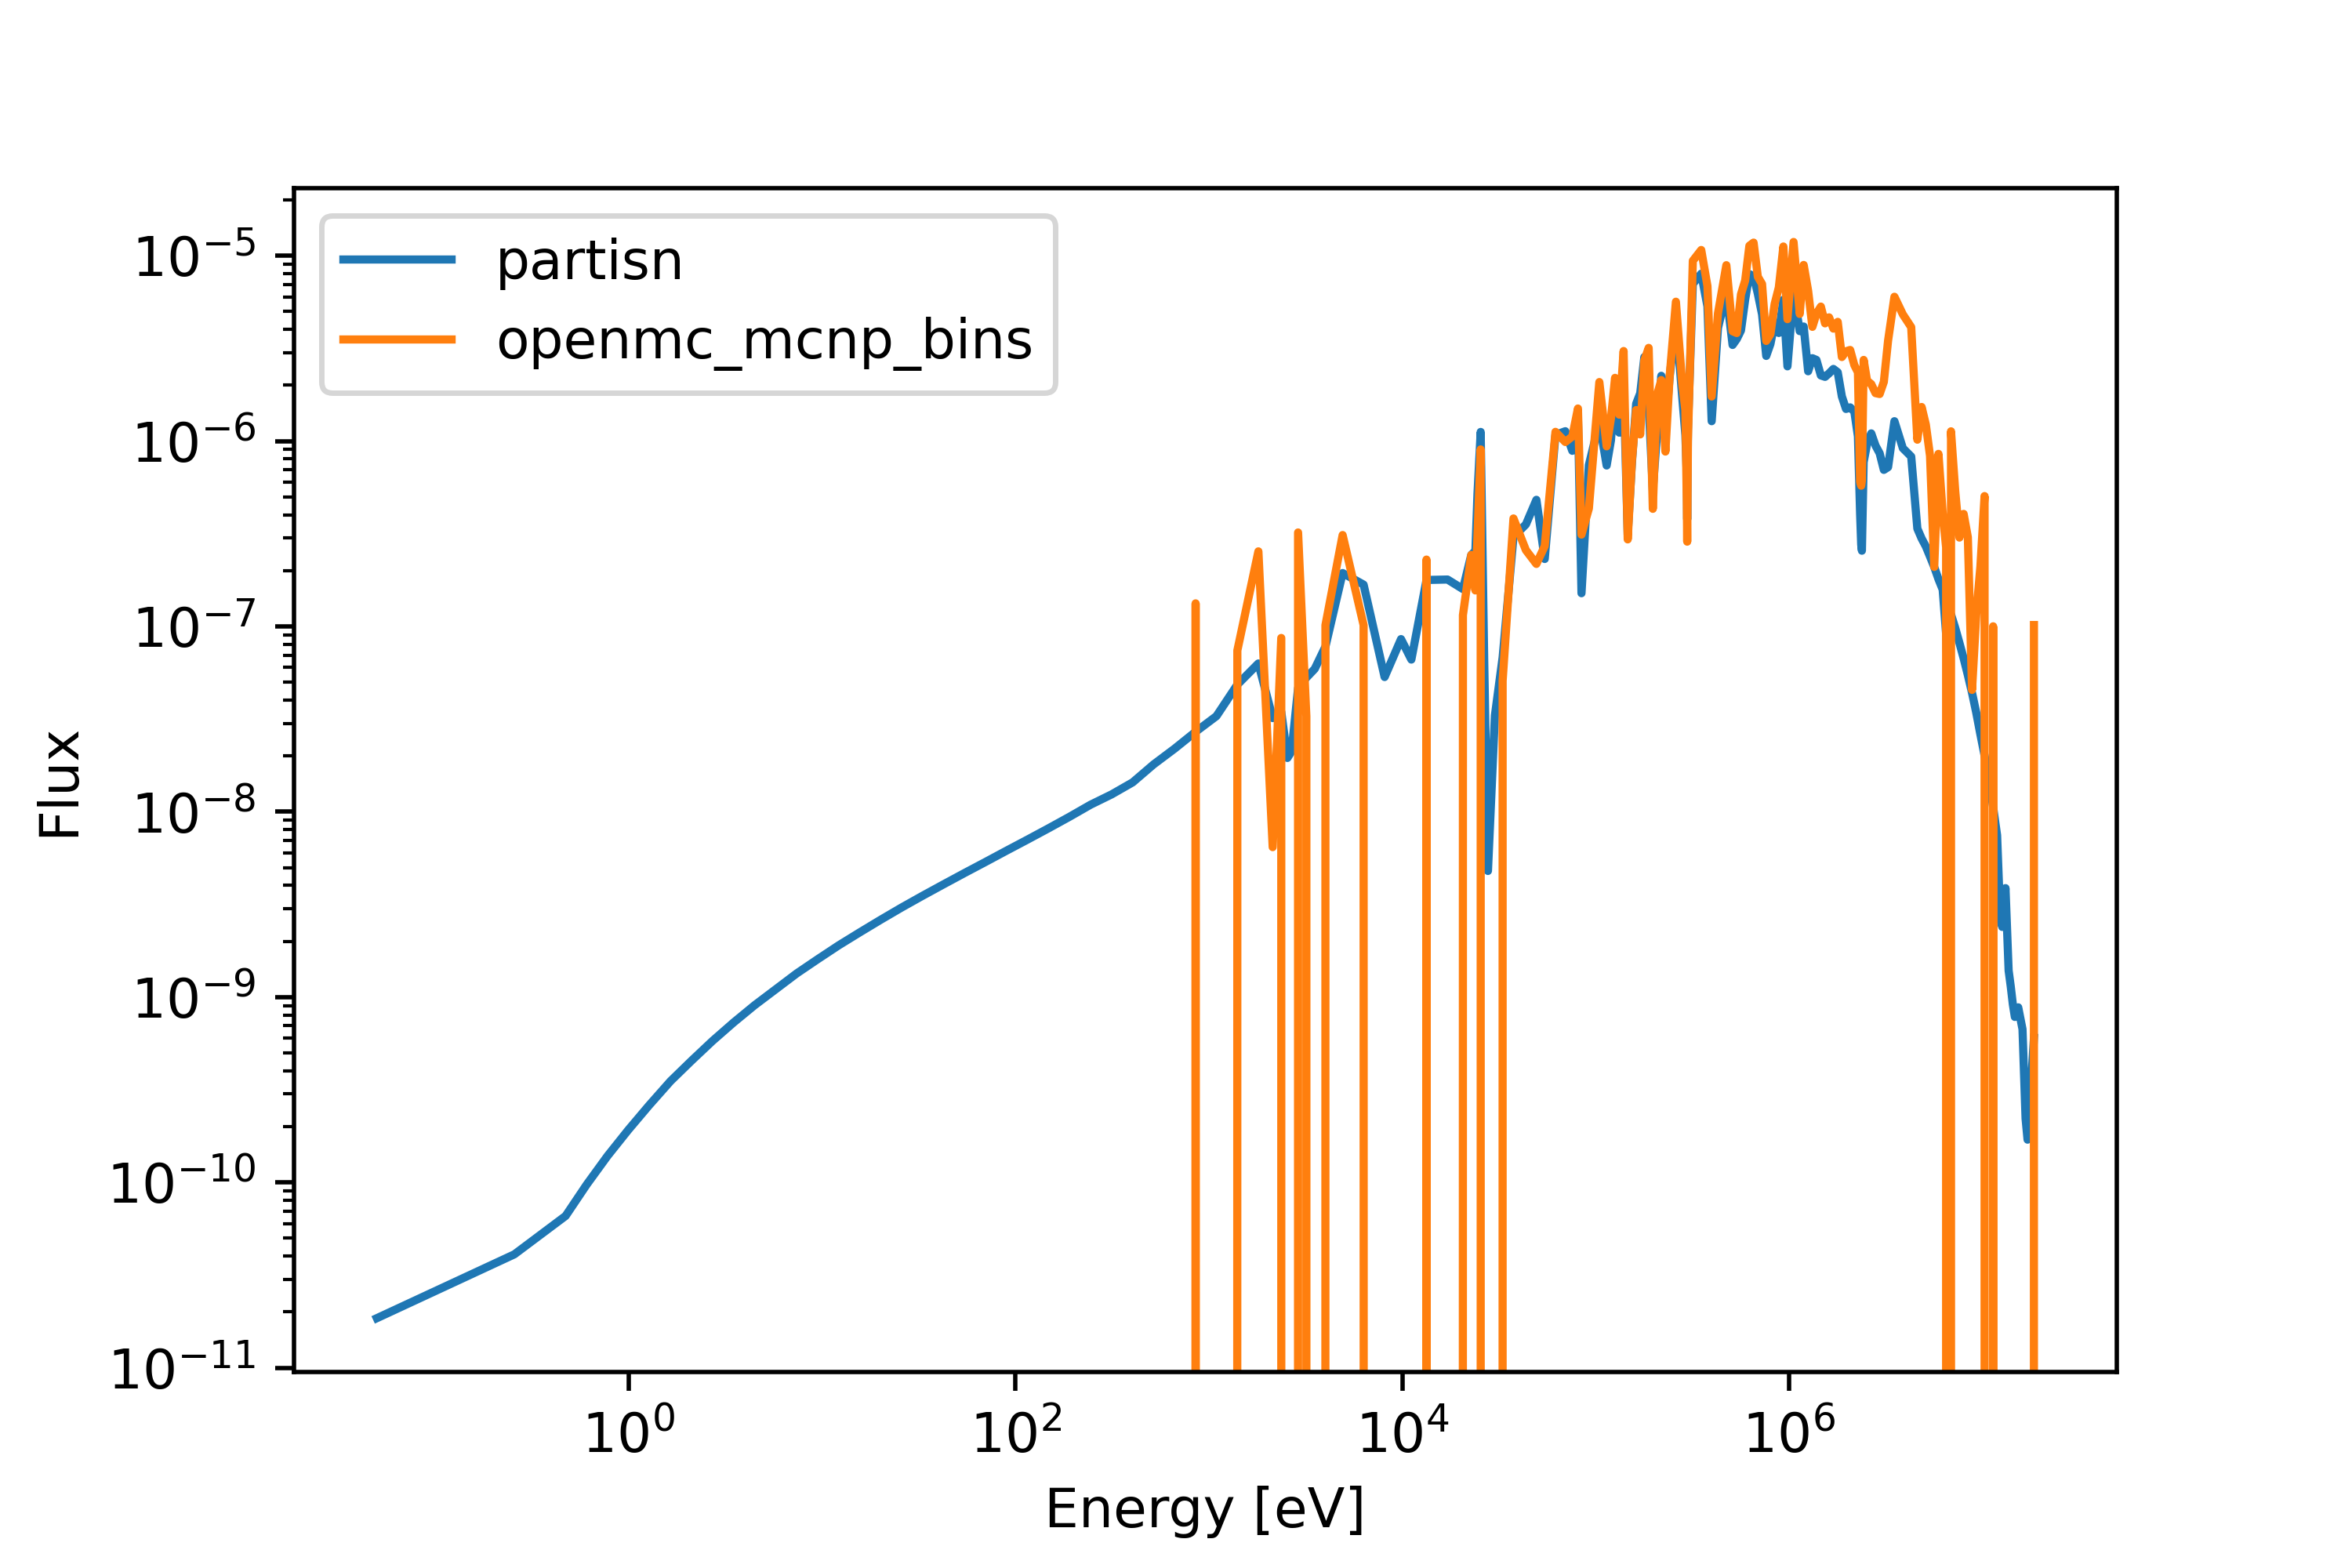 partisn
openmc_mcnp_bins
10⁻⁵
10⁻⁶
10⁻⁷
10⁻⁸
10⁻⁹
10⁻¹⁰
10⁻¹¹
Flux
10⁰ 10² 10⁴ 10⁶
Energy [eV]